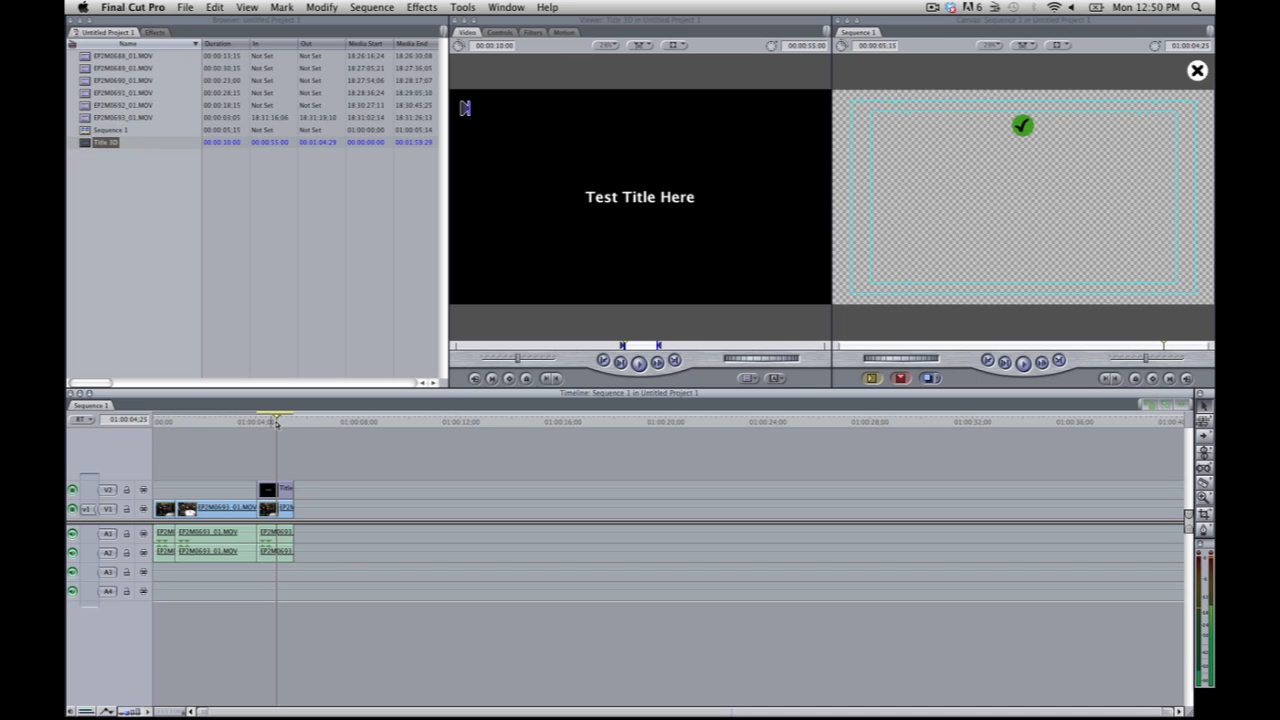 Final Cut Pro File Edit View Mark Modify Sequence Effects Tools Window Help 6 Mon 12:50 PM
Browser: Untitled Project 1 Viewer: Title 3D in Untitled Project 1 Canvas: Sequence 1 in Untitled Project 1
Untitled Project 1 Effects Video Controls Filters Motion Sequence 1
Name Duration In Out Media Start Media End 00:00:10:00 00:00:55:00 00:00:05:15 01:00:04;25
EP2M0688_01.MOV 00:00:13;15 Not Set Not Set 18:26:16;24 18:26:30;08
EP2M0689_01.MOV 00:00:30;15 Not Set Not Set 18:27:05;21 18:27:36;05
EP2M0690_01.MOV 00:00:23;00 Not Set Not Set 18:27:54;06 18:28:17;07
EP2M0691_01.MOV 00:00:28;15 Not Set Not Set 18:28:36;24 18:29:05;10
EP2M0692_01.MOV 00:00:18;15 Not Set Not Set 18:30:27;11 18:30:45;25
EP2M0693_01.MOV 00:00:03;05 18:31:16;06 18:31:19;10 18:31:02;14 18:31:26;13
Sequence 1 00:00:05;15 Not Set Not Set 01:00:00;00 01:00:05;14
Title 3D 00:00:10:00 00:00:55:00 00:01:04:29 00:00:00:00 00:01:59:29
Test Title Here
Timeline: Sequence 1 in Untitled Project 1
Sequence 1
RT 01:00:04;25 00;00 01:00:04;00 01:00:08;00 01:00:12;00 01:00:16;00 01:00:20;00 01:00:24;00 01:00:28;00 01:00:32;00 01:00:36;00 01:00:40
V2 Title
v1 V1 EP2M0693_01.MOV EP2M
A1 EP2M EP2M0693_01.MOV EP2M0693
A2 EP2M EP2M0693_01.MOV EP2M0693
A3
A4